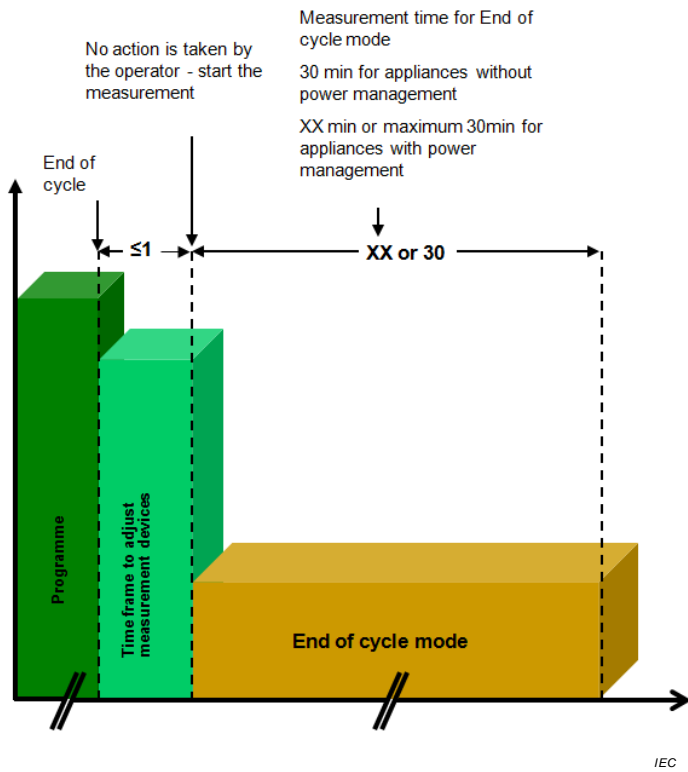 Measurement time for End of
cycle mode
30 min for appliances without
power management
XX min or maximum 30min for
appliances with power
management
No action is taken by
the operator - start the
measurement
End of
cycle
≤1
XX or 30
Programme
Time frame to adjust
measurement devices
End of cycle mode
IEC